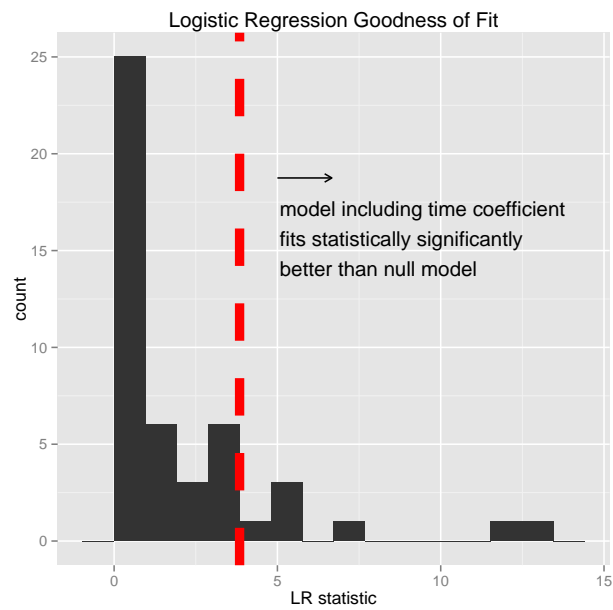 Logistic Regression Goodness of Fit
25
20
15
10
5
0
count
model including time coefficient
fits statistically significantly
better than null model
0
5
10
15
LR statistic